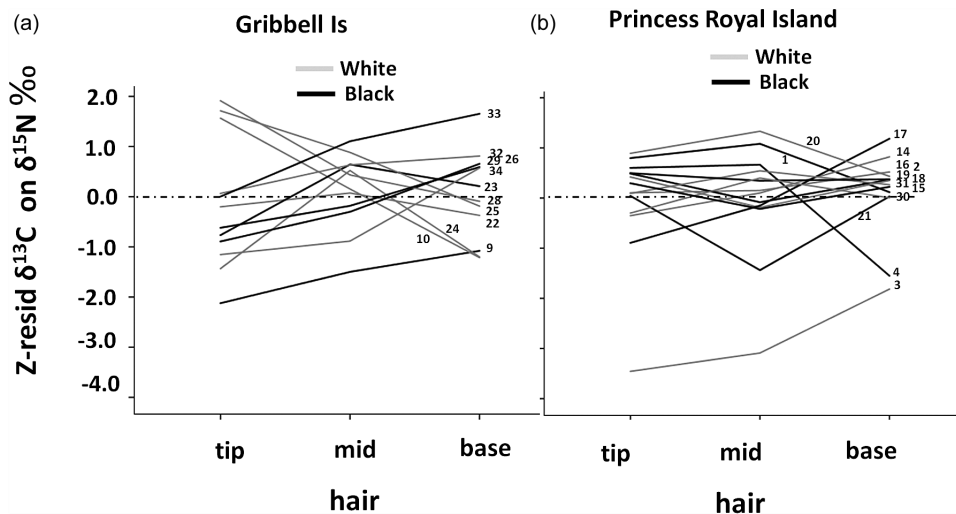 (a)
Gribbell Is
White
Black
Z-resid δ13C on δ15N ‰
2.0
1.0
0.0
-1.0
-2.0
-3.0
-4.0
33
32
29 26
34
23
28
25
22
24
10
9
tip mid base
hair
(b)
Princess Royal Island
White
Black
20
17
1
14
16 2
19 18
31 15
30
21
4
3
tip mid base
hair